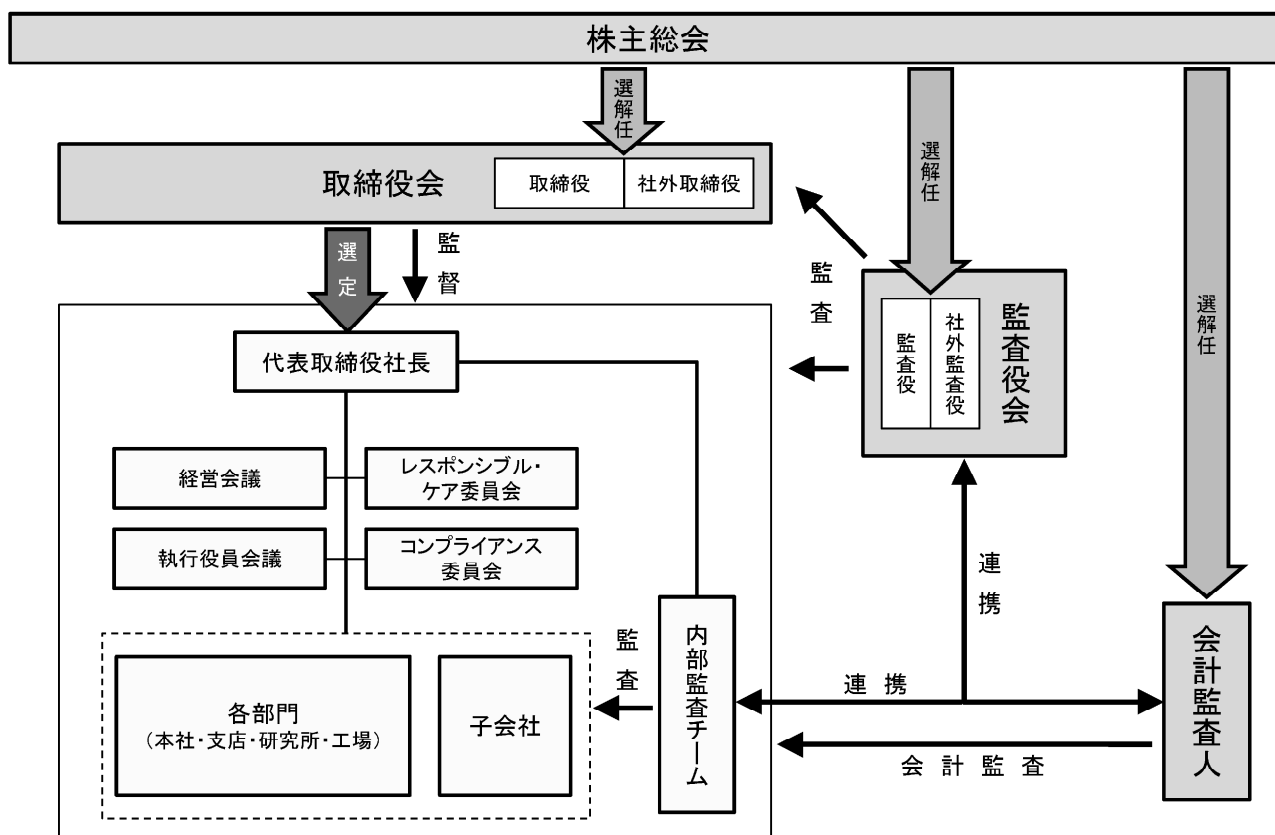 株主総会
選解任
選解任
選解任
取締役会
取締役
社外取締役
選定
監督
監査
監査役
社外監査役
監査役会
代表取締役社長
経営会議
レスポンシブル・
ケア委員会
執行役員会議
コンプライアンス
委員会
連携
各部門
（本社・支店・研究所・工場）
子会社
監査
内部監査チーム
連携
会計監査
会計監査人